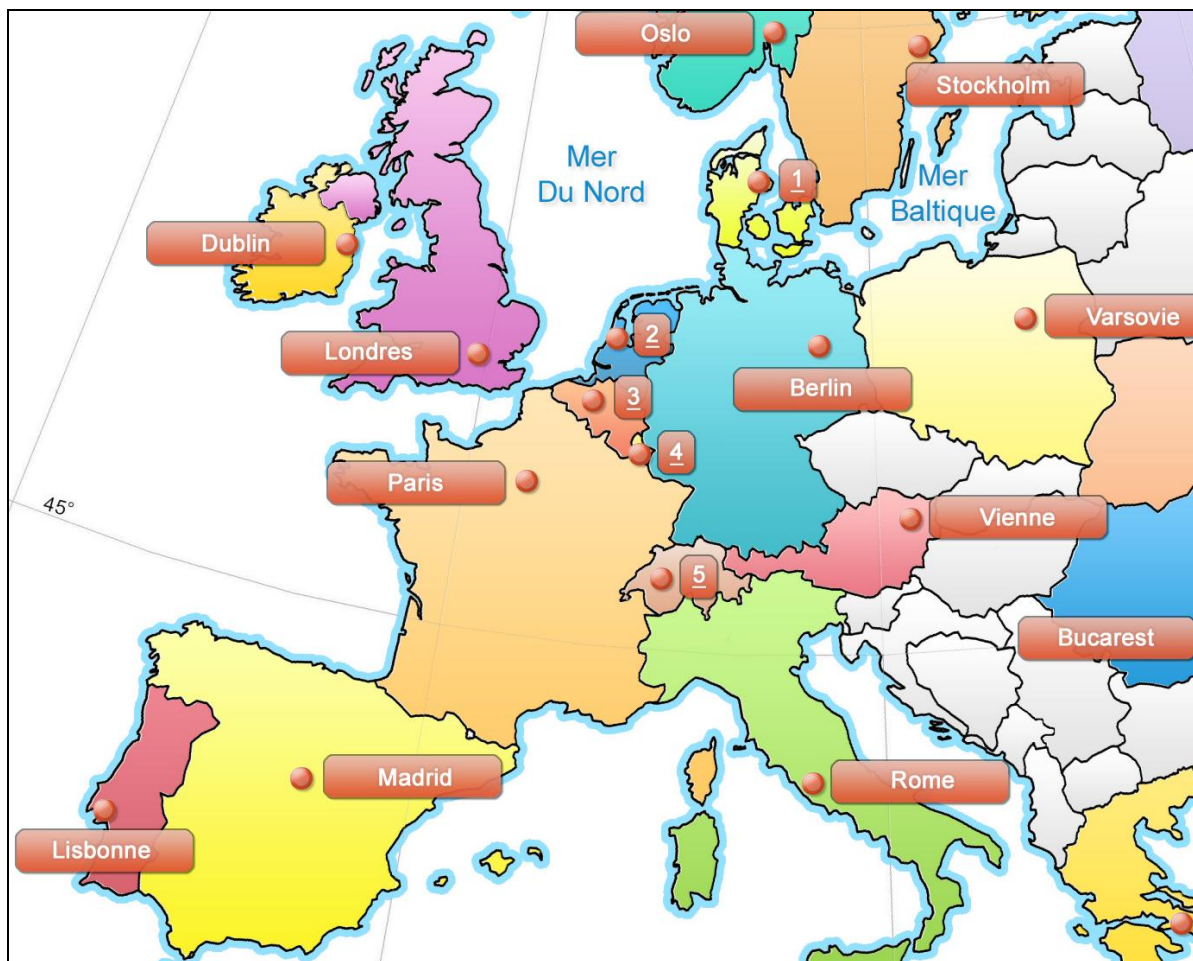 Oslo
Stockholm
Mer
Du Nord
1
Mer
Baltique
Dublin
Varsovie
2
Londres
Berlin
3
4
Paris
45°
Vienne
5
Bucarest
Madrid
Rome
Lisbonne